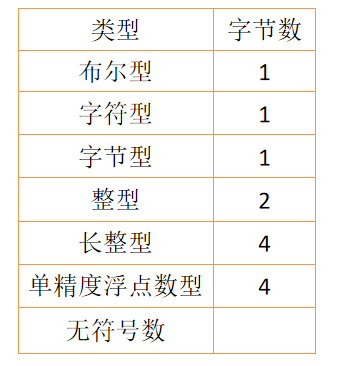 类型 字节数
布尔型 1
字符型 1
字节型 1
整型 2
长整型 4
单精度浮点数型 4
无符号数